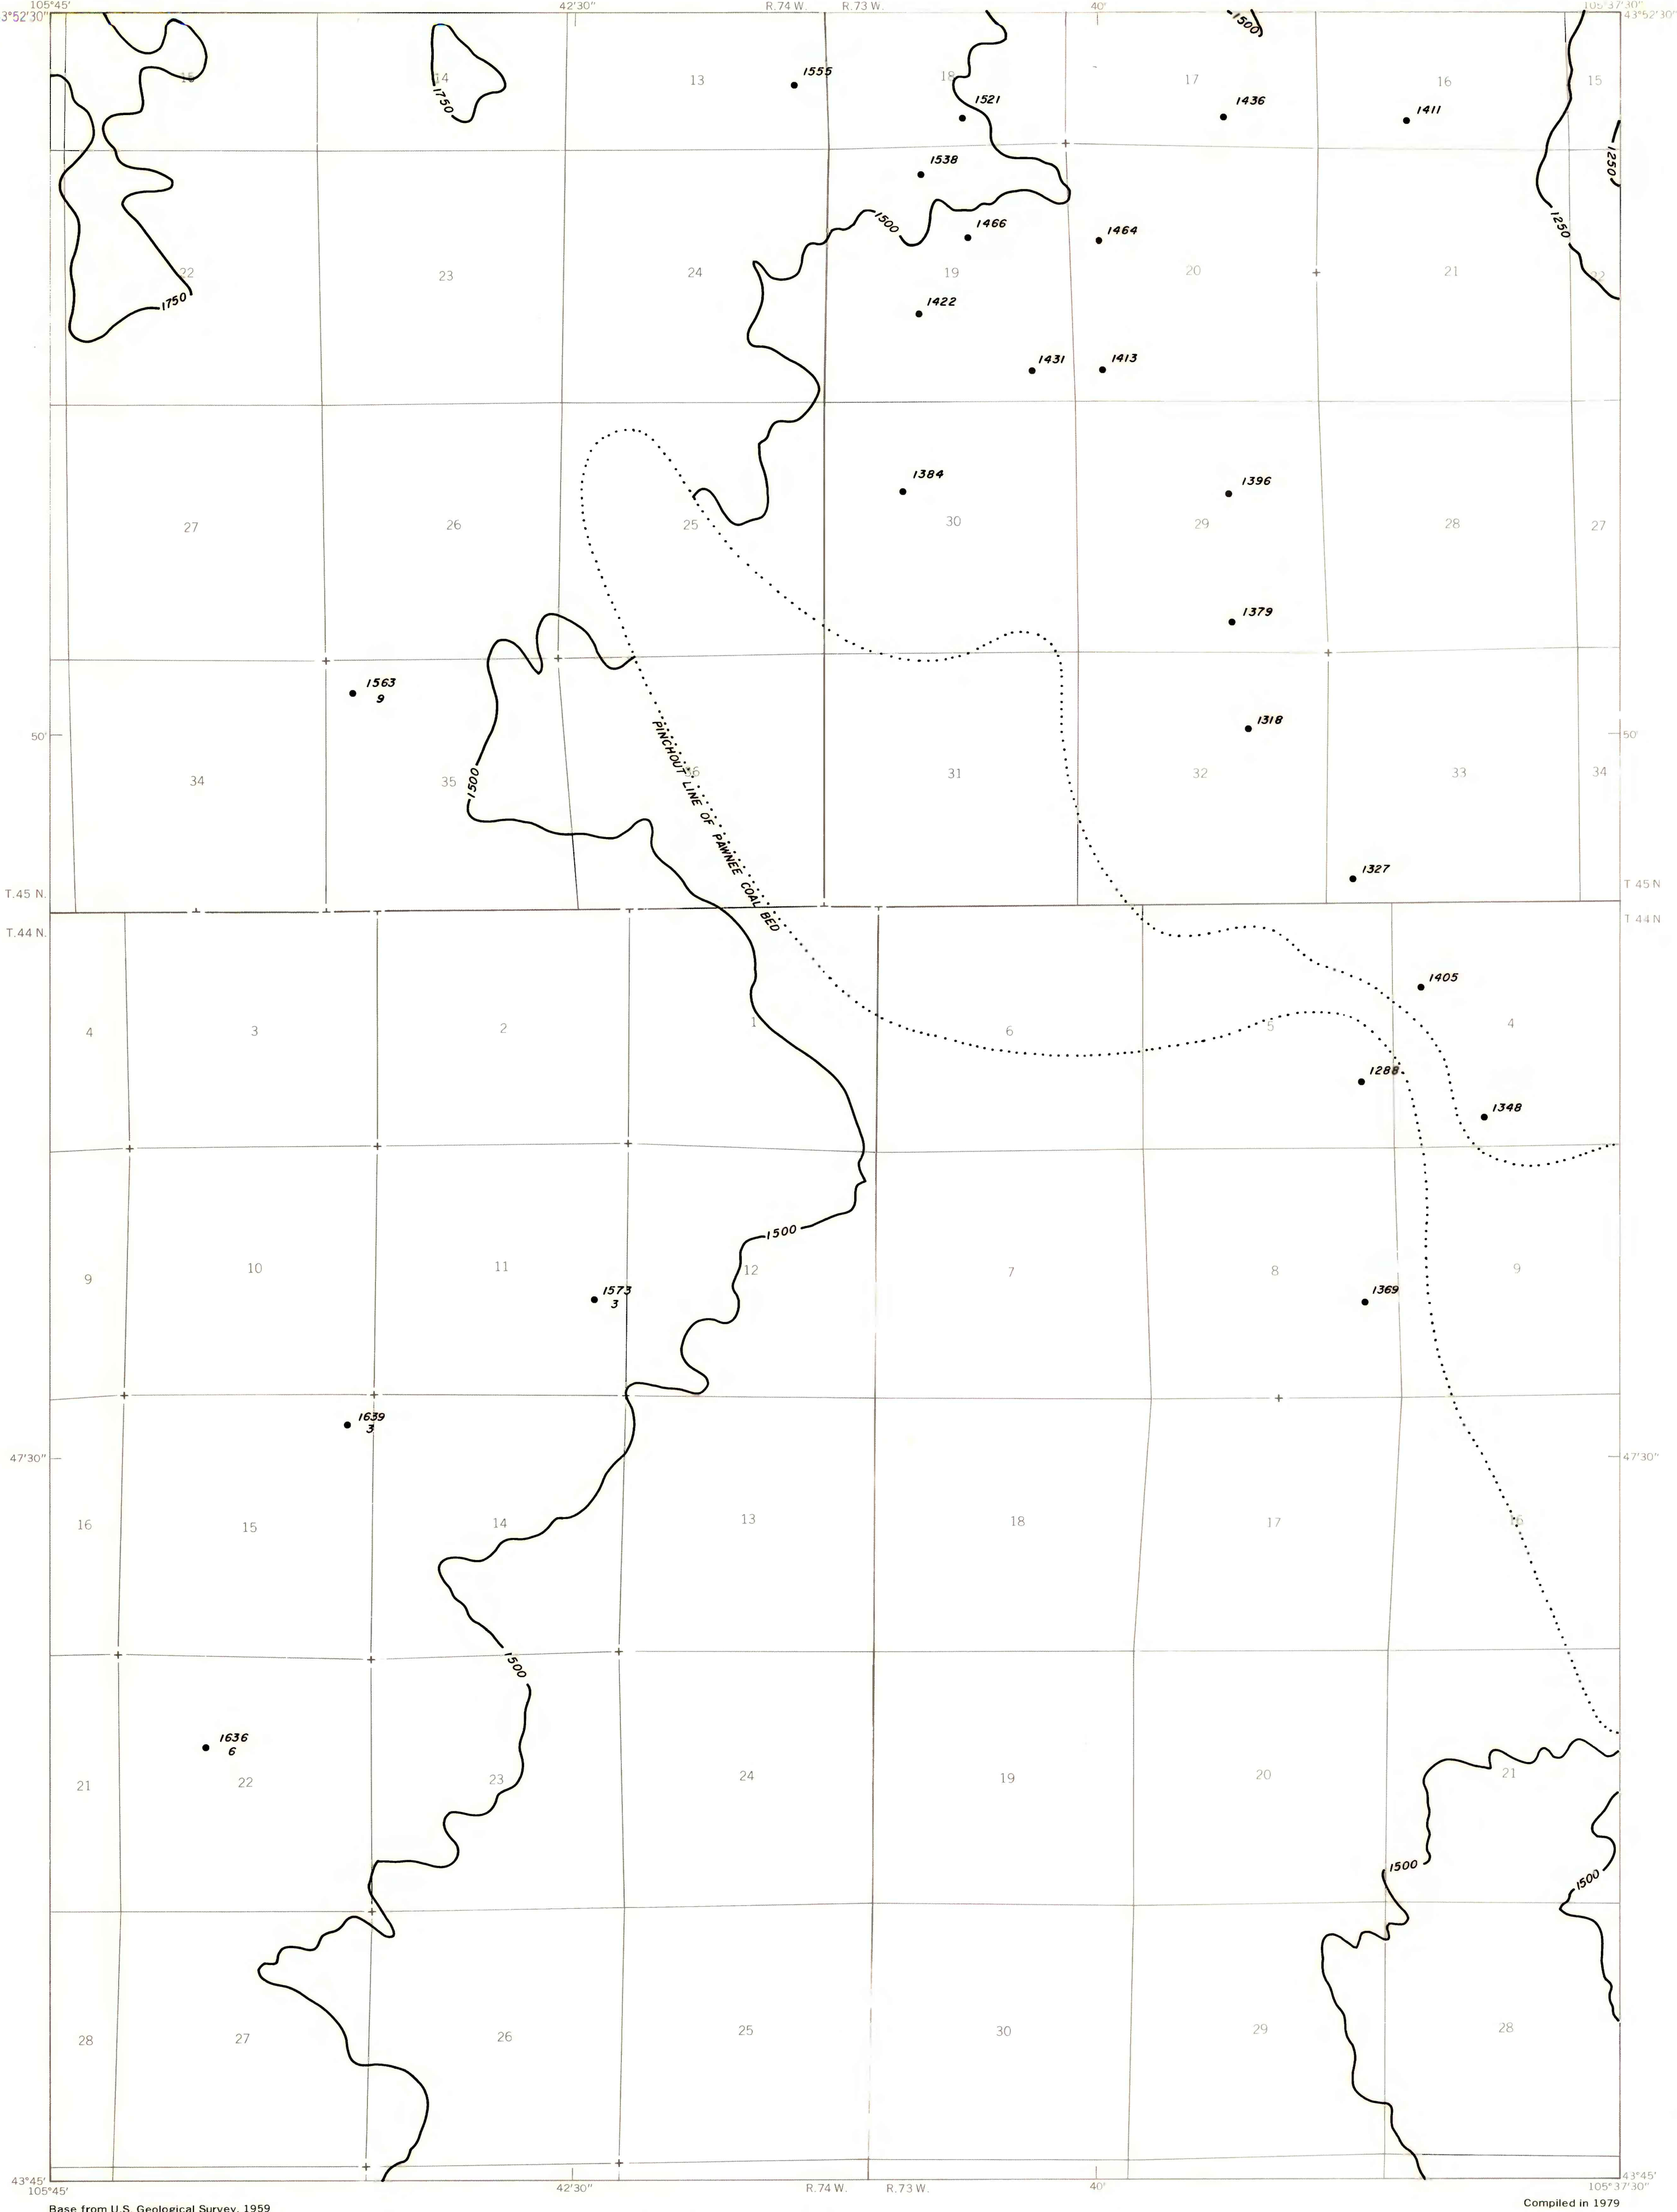 105°45' 42'30" R.74 W. R.73 W. 40' 105°37'30"
3°52'30" 43°52'30"
1500
15 14 13 18 17 16 15
1555
1750
1521 1436 1411
1250
1538
1500 1466 1464 1250
22 23 24 19 20 21 22
1750
1422
1431 1413
1384 1396
27 26 25 30 29 28 27
1379
1563
9
1318
50' 50'
PINCHOUT LINE OF PAWNEE COAL BED
34 35 1500 36 31 32 33 34
1327
T.45 N. T 45 N
T.44 N. T 44 N
1405
4 3 2 1 6 5 4
1288
1348
1500
9 10 11 12 7 8 9
1573
3
1369
1639
3
47'30" 47'30"
16 15 14 13 18 17 16
1500
1636
6
21 22 23 24 19 20 21
1500
1500
28 27 26 25 30 29 28
43°45' 43°45'
105°45' 42'30" R.74 W. R.73 W. 40' 105°37'30"
Base from U.S. Geological Survey, 1959 Compiled in 1979